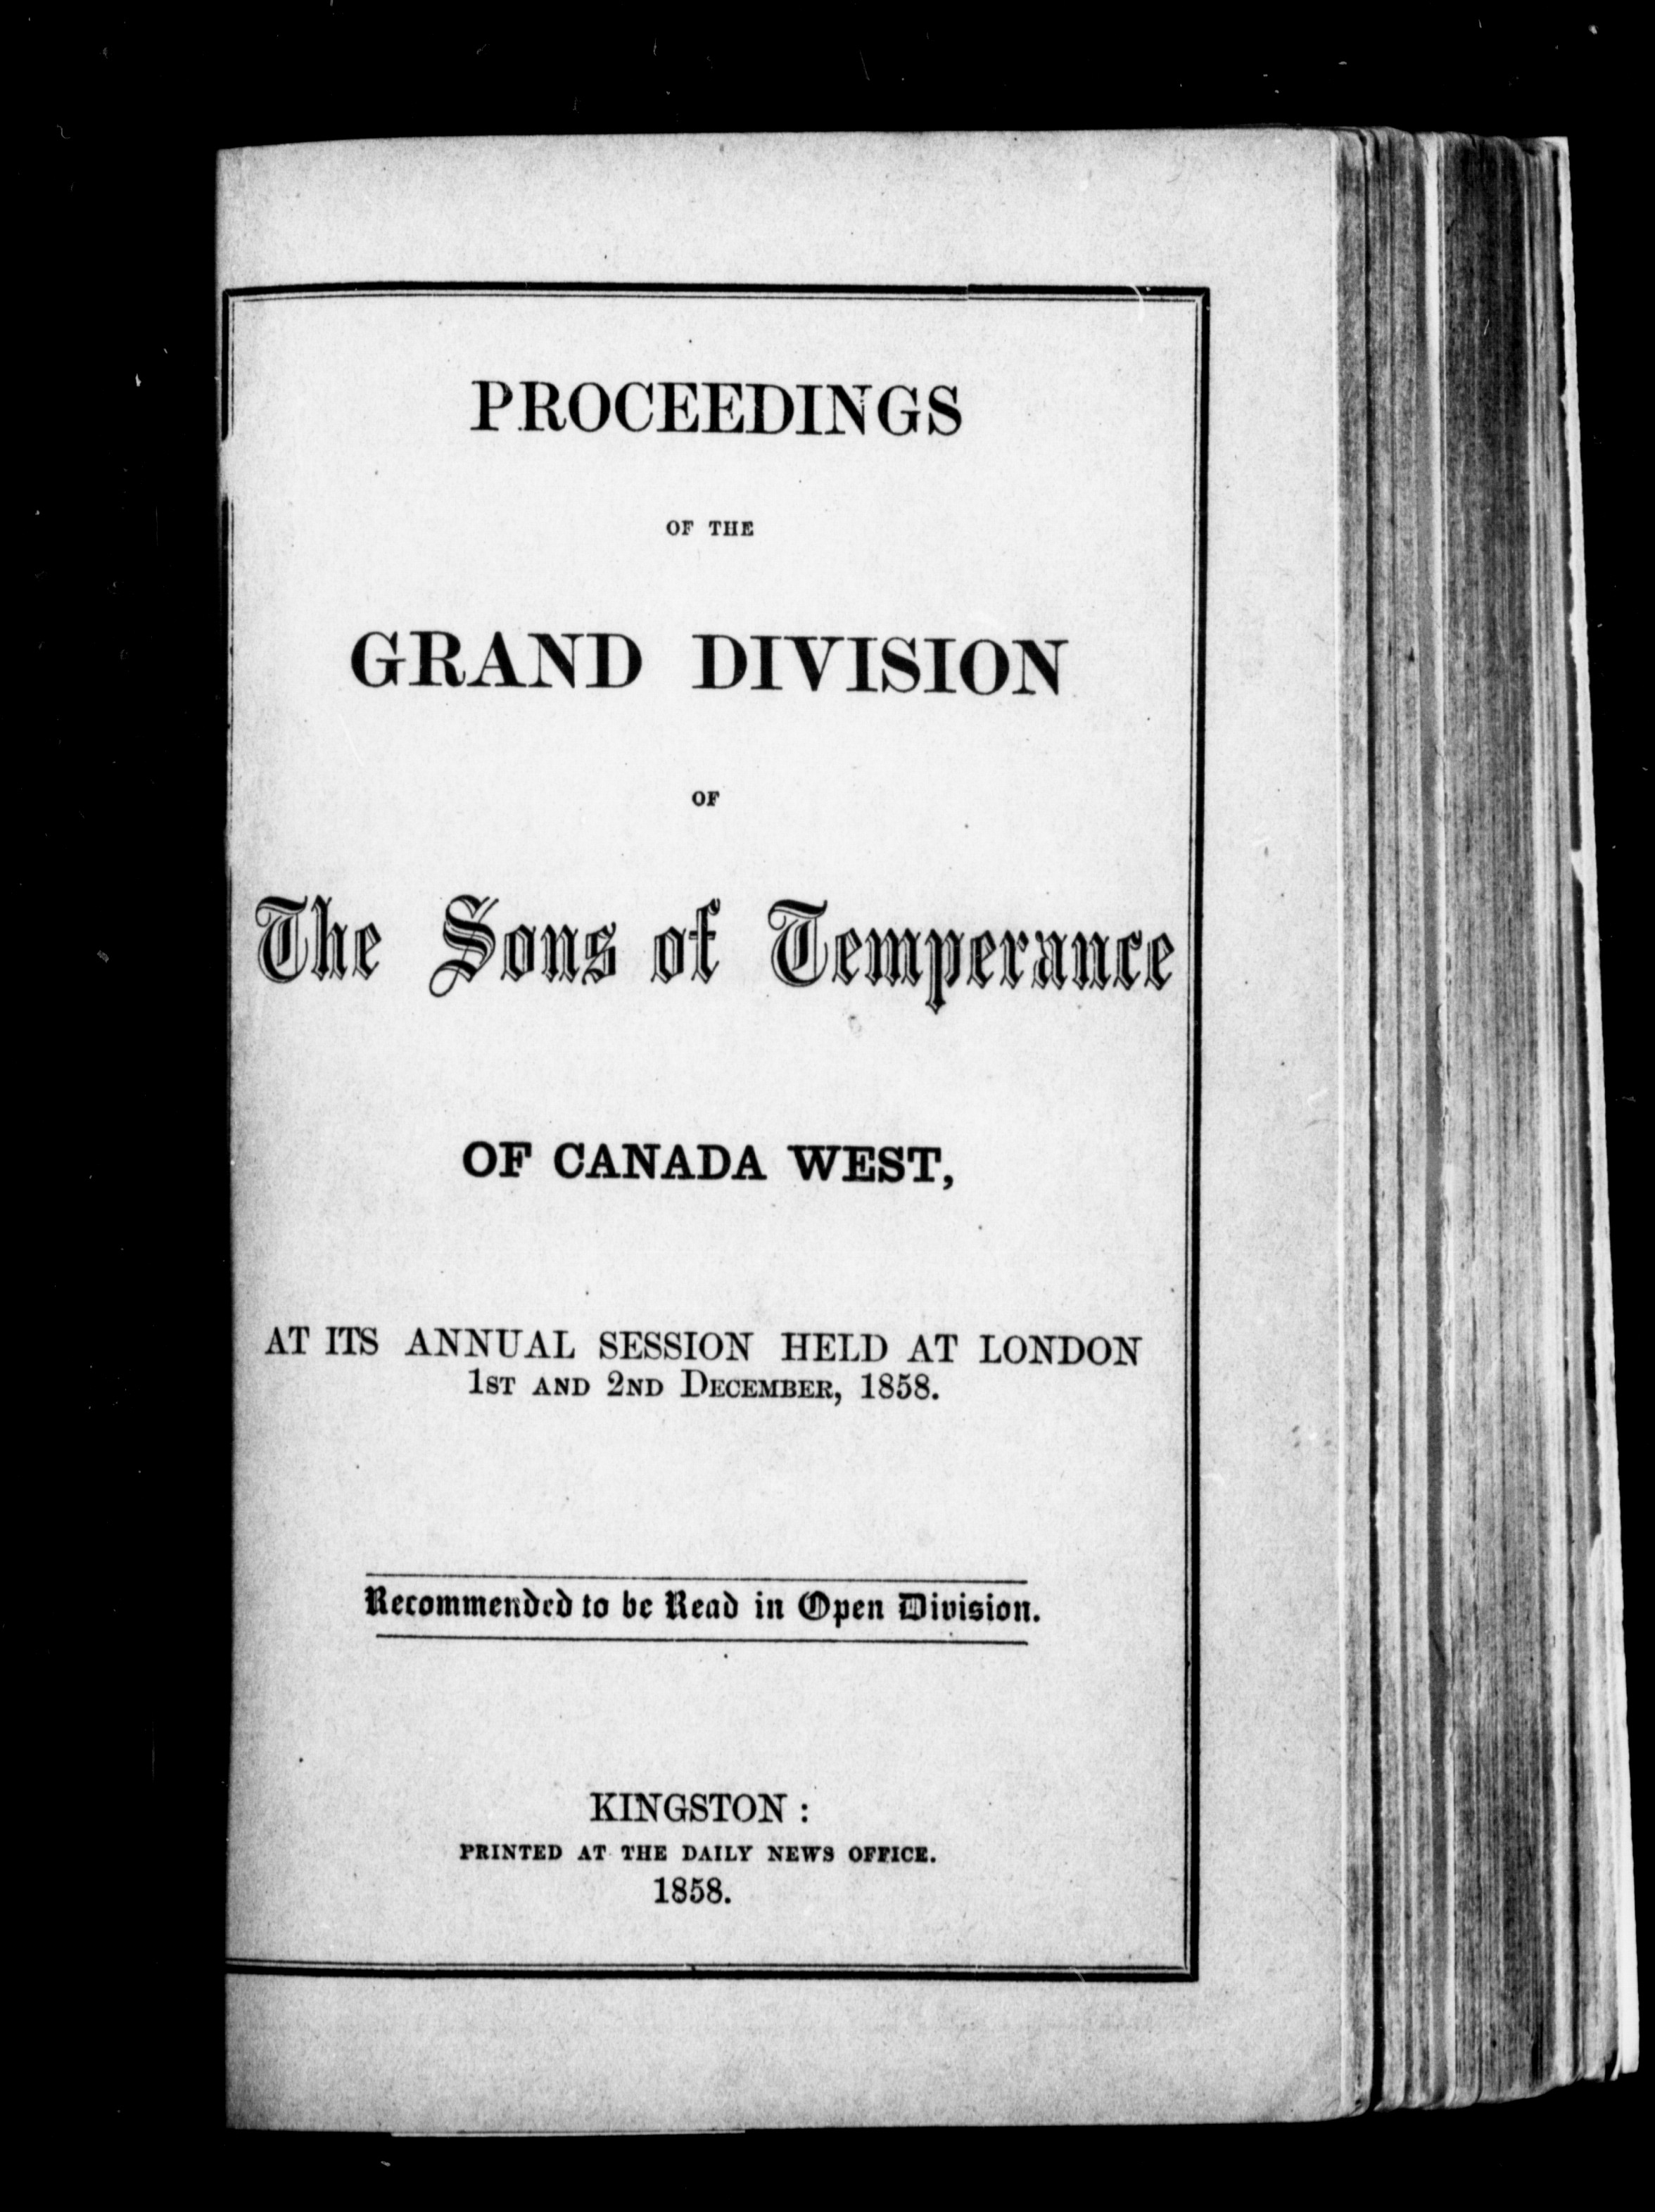 PROCEEDINGS
OF THE
GRAND DIVISION
OF
The Sons of Temperance
OF CANADA WEST,
AT ITS ANNUAL SESSION HELD AT LONDON
1ST AND 2ND DECEMBER, 1858.
Recommended to be Read in Open Division.
KINGSTON :
PRINTED AT THE DAILY NEWS OFFICE.
1858.